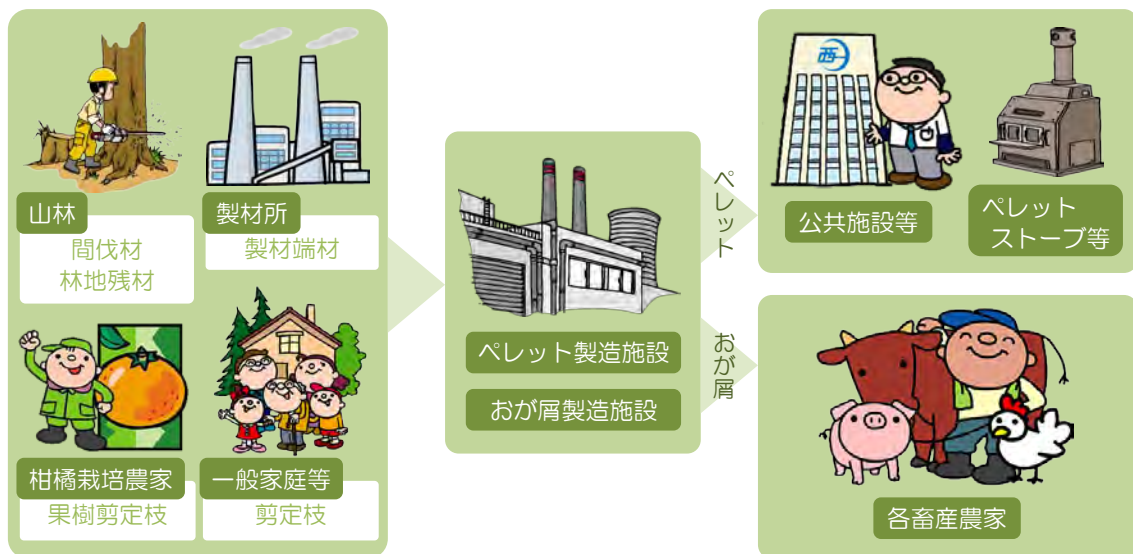 山林
間伐材
林地残材
製材所
製材端材
柑橘栽培農家
果樹剪定枝
一般家庭等
剪定枝
ペレット製造施設
おが屑製造施設
ペレット
おが屑
西
公共施設等
ペレット
ストーブ等
各畜産農家